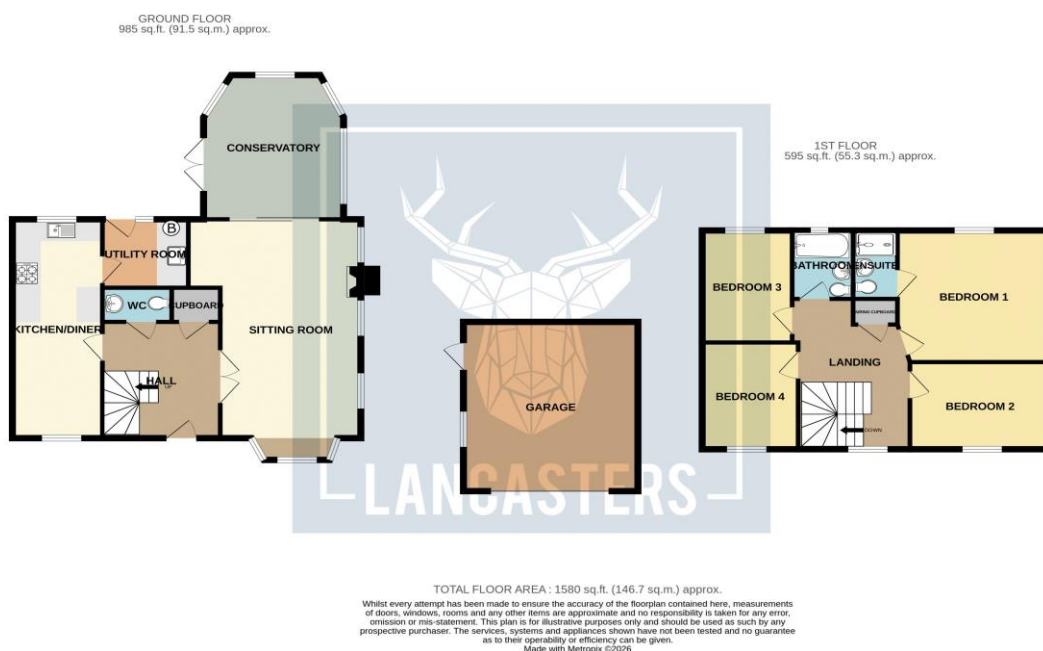 GROUND FLOOR
985 sq.ft. (91.5 sq.m.) approx.
1ST FLOOR
595 sq.ft. (55.3 sq.m.) approx.
CONSERVATORY
B
UTILITY ROOM
WC
CUPBOARD
KITCHEN/DINER
SITTING ROOM
HALL
UP
GARAGE
BATHROOM
ENSUITE
BEDROOM 3
BEDROOM 1
AIRING CUPBOARD
LANDING
BEDROOM 4
BEDROOM 2
DOWN
LANCASTERS
TOTAL FLOOR AREA : 1580 sq.ft. (146.7 sq.m.) approx.
Whilst every attempt has been made to ensure the accuracy of the floorplan contained here, measurements
of doors, windows, rooms and any other items are approximate and no responsibility is taken for any error,
omission or mis-statement. This plan is for illustrative purposes only and should be used as such by any
prospective purchaser. The services, systems and appliances shown have not been tested and no guarantee
as to their operability or efficiency can be given.
Made with Metropix ©2026